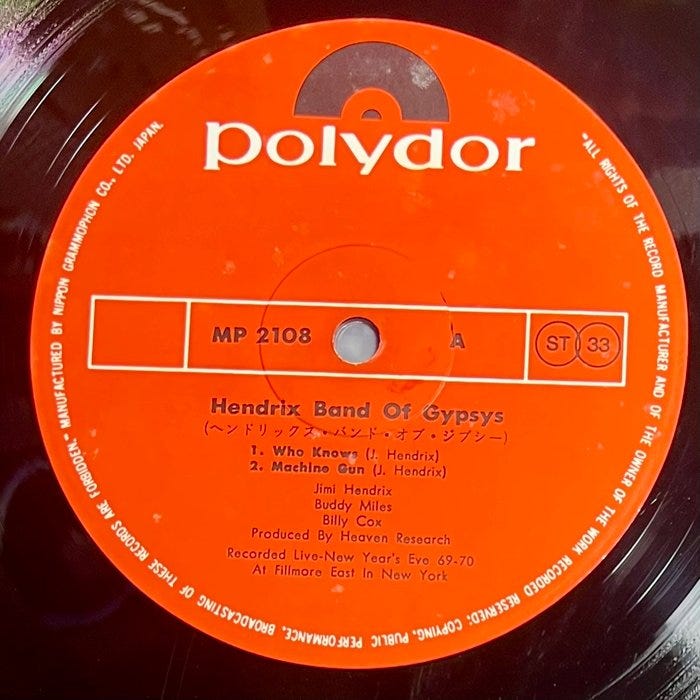 polydor
MP 2108
A
ST 33
Hendrix Band Of Gypsys
(ヘンドリックス・バンド・オブ・ジプシー)
1. Who Knows (J. Hendrix)
2. Machine Gun (J. Hendrix)
Jimi Hendrix
Buddy Miles
Billy Cox
Produced By Heaven Research
Recorded Live-New Year's Eve 69-70
At Fillmore East In New York
"ALL RIGHTS OF THE RECORD MANUFACTURER AND OF THE OWNER OF THE WORK RECORDED RESERVED; COPYING, PUBLIC PERFORMANCE, BROADCASTING OF THESE RECORDS ARE FORBIDDEN." MANUFACTURED BY NIPPON GRAMMOPHON CO., LTD. JAPAN.